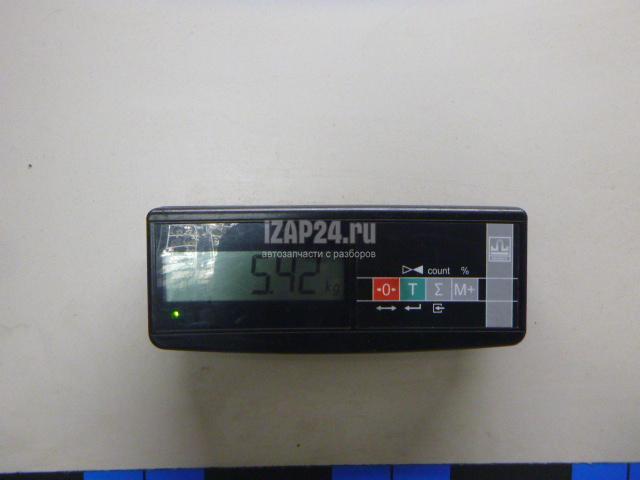 IZAP24.ru
автозапчасти с разборов
5.42 kg
count %
0 T Σ M+